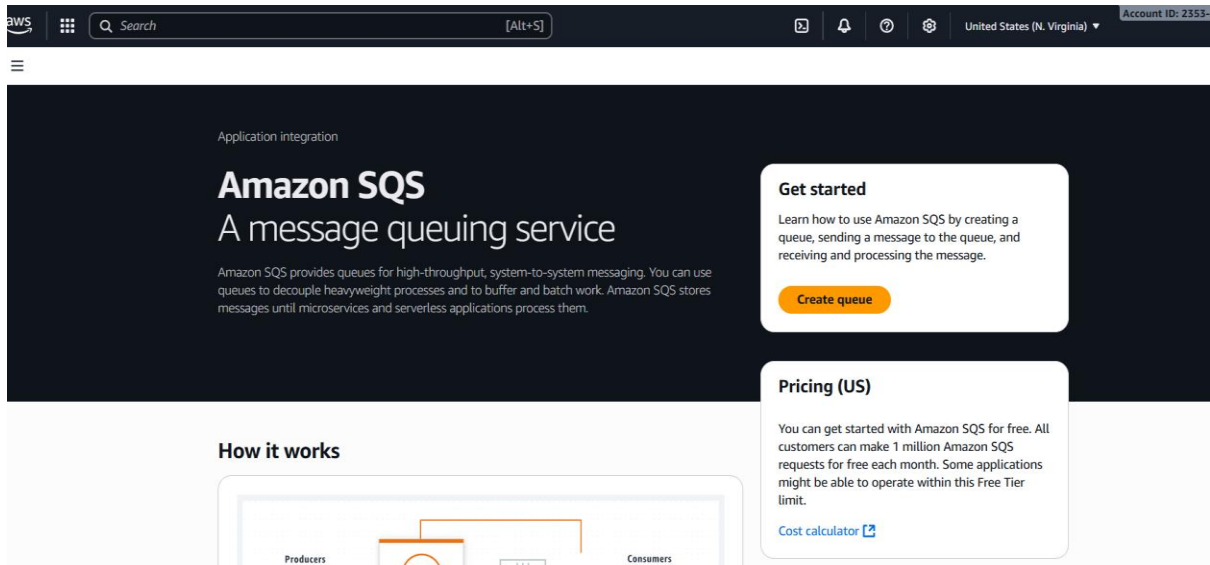 aws
Search
[Alt+S]
United States (N. Virginia)
Account ID: 2353-
Application integration
Amazon SQS
A message queuing service
Amazon SQS provides queues for high-throughput, system-to-system messaging. You can use
queues to decouple heavyweight processes and to buffer and batch work. Amazon SQS stores
messages until microservices and serverless applications process them.
Get started
Learn how to use Amazon SQS by creating a
queue, sending a message to the queue, and
receiving and processing the message.
Create queue
Pricing (US)
You can get started with Amazon SQS for free. All
customers can make 1 million Amazon SQS
requests for free each month. Some applications
might be able to operate within this Free Tier
limit.
Cost calculator
How it works
Producers
Consumers